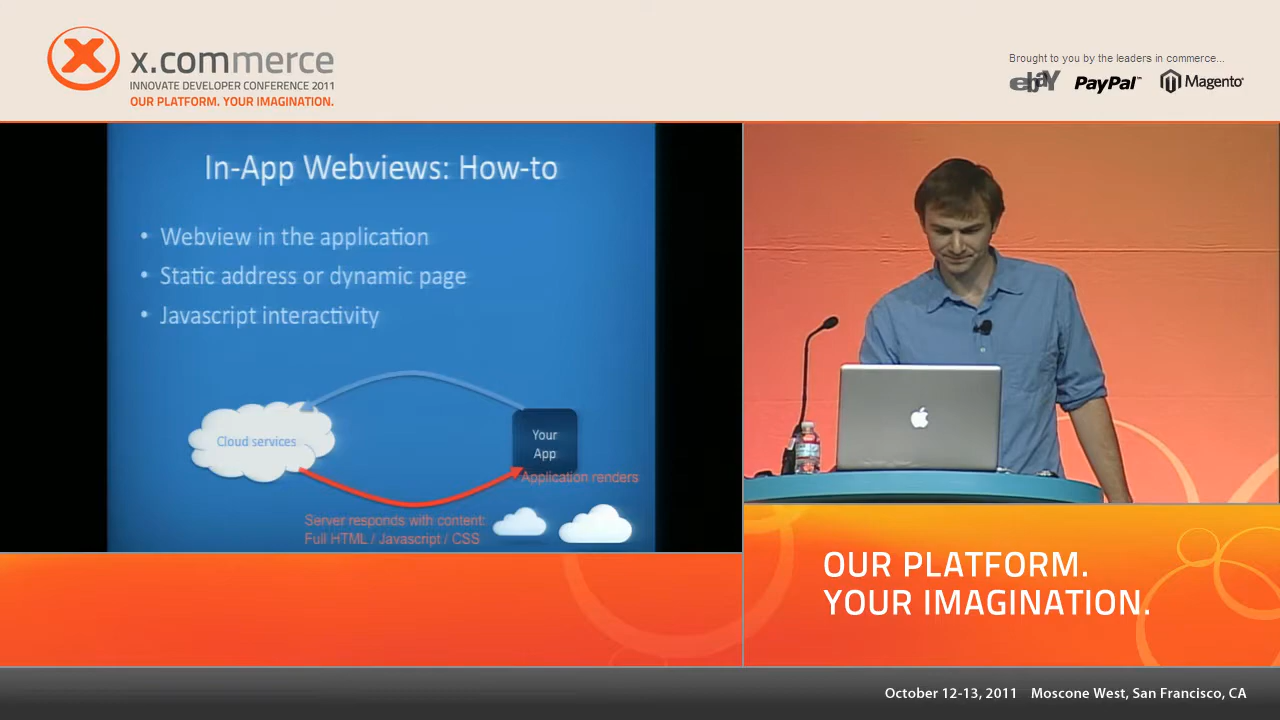 x.commerce
INNOVATE DEVELOPER CONFERENCE 2011
OUR PLATFORM. YOUR IMAGINATION.
Brought to you by the leaders in commerce...
ebaY
PayPal™
Magento®
In-App Webviews: How-to
• Webview in the application
• Static address or dynamic page
• Javascript interactivity
Cloud services
Your
App
Application renders
Server responds with content:
Full HTML / Javascript / CSS
OUR PLATFORM.
YOUR IMAGINATION.
October 12-13, 2011 Moscone West, San Francisco, CA